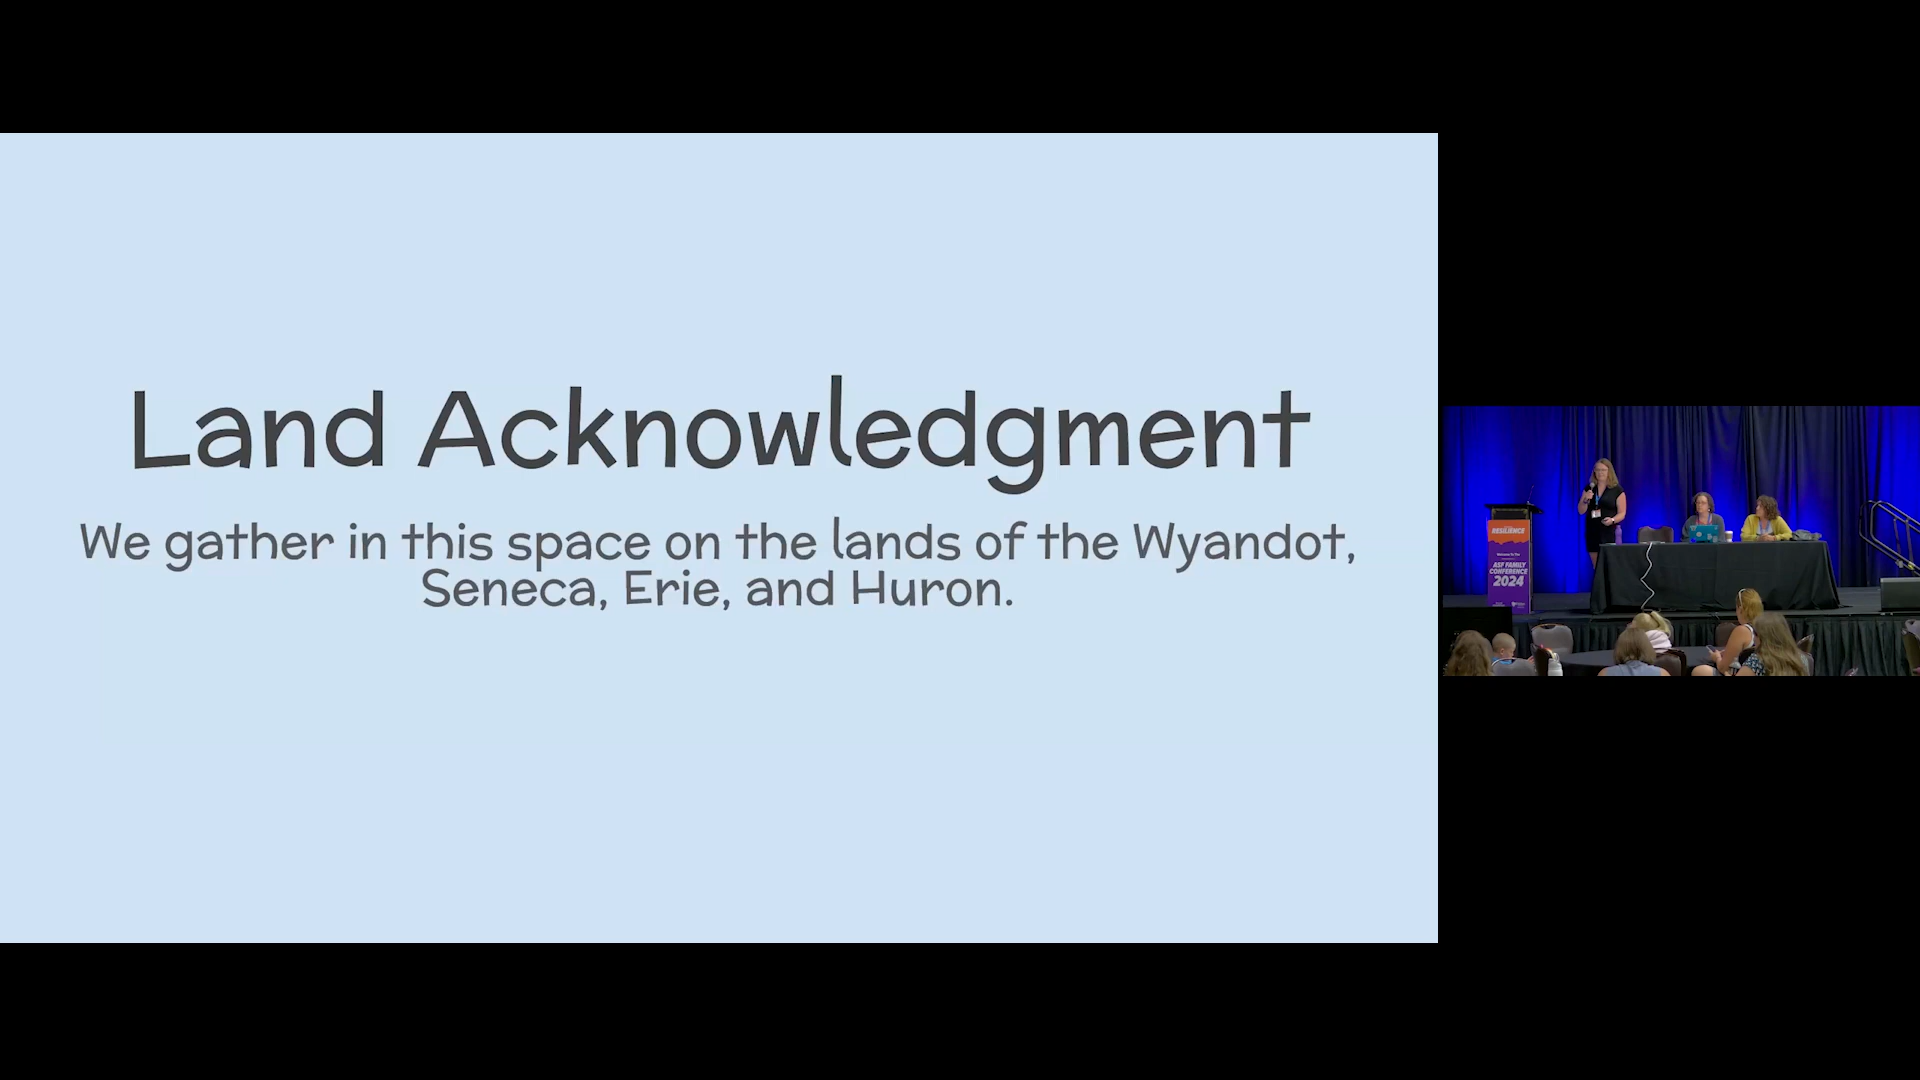 Land Acknowledgment
We gather in this space on the lands of the Wyandot,
Seneca, Erie, and Huron.
RESILIENCE
ASF FAMILY
CONFERENCE
2024